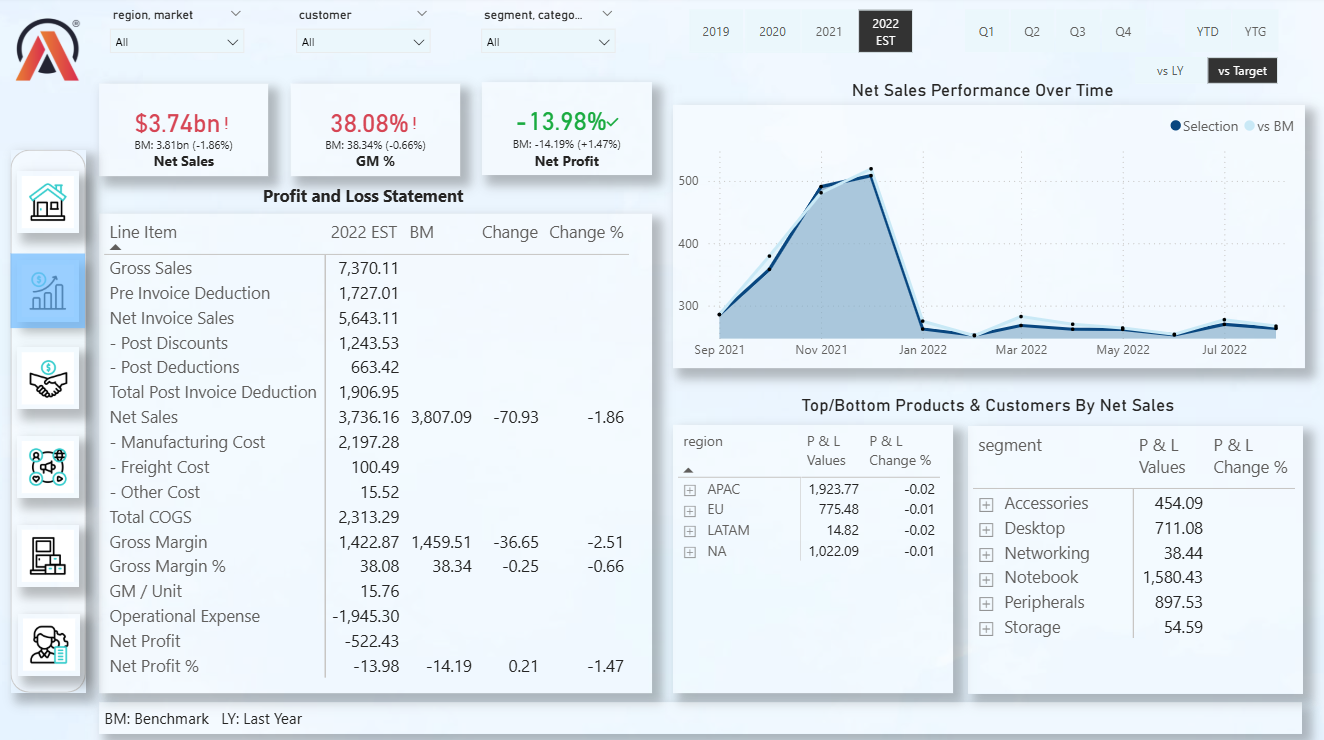 region, market
customer
segment, catego...
All
All
All
2019
2020
2021
2022
EST
Q1
Q2
Q3
Q4
YTD
YTG
vs LY
vs Target
®
$3.74bn!
BM: 3.81bn (-1.86%)
Net Sales
38.08%!
BM: 38.34% (-0.66%)
GM %
-13.98%
BM: -14.19% (+1.47%)
Net Profit
Net Sales Performance Over Time
Selection vs BM
500
400
300
Sep 2021 Nov 2021 Jan 2022 Mar 2022 May 2022 Jul 2022
Profit and Loss Statement
Line Item 2022 EST BM Change Change %
Gross Sales 7,370.11
Pre Invoice Deduction 1,727.01
Net Invoice Sales 5,643.11
- Post Discounts 1,243.53
- Post Deductions 663.42
Total Post Invoice Deduction 1,906.95
Net Sales 3,736.16 3,807.09 -70.93 -1.86
- Manufacturing Cost 2,197.28
- Freight Cost 100.49
- Other Cost 15.52
Total COGS 2,313.29
Gross Margin 1,422.87 1,459.51 -36.65 -2.51
Gross Margin % 38.08 38.34 -0.25 -0.66
GM / Unit 15.76
Operational Expense -1,945.30
Net Profit -522.43
Net Profit % -13.98 -14.19 0.21 -1.47
Top/Bottom Products & Customers By Net Sales
region P & L Values P & L Change %
APAC 1,923.77 -0.02
EU 775.48 -0.01
LATAM 14.82 -0.02
NA 1,022.09 -0.01
segment P & L Values P & L Change %
Accessories 454.09
Desktop 711.08
Networking 38.44
Notebook 1,580.43
Peripherals 897.53
Storage 54.59
BM: Benchmark LY: Last Year